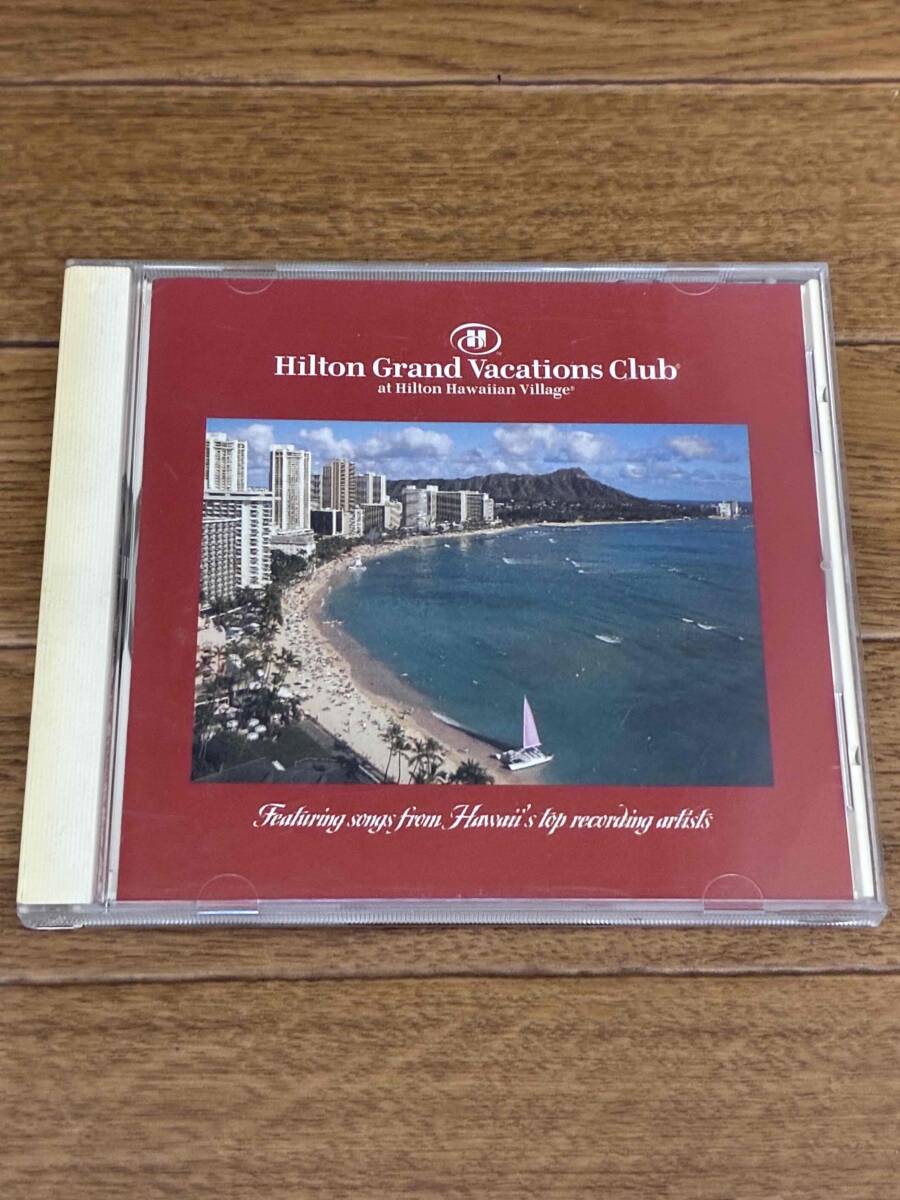 H
Hilton Grand Vacations Club®
at Hilton Hawaiian Village®
Featuring songs from Hawaii's top recording artists